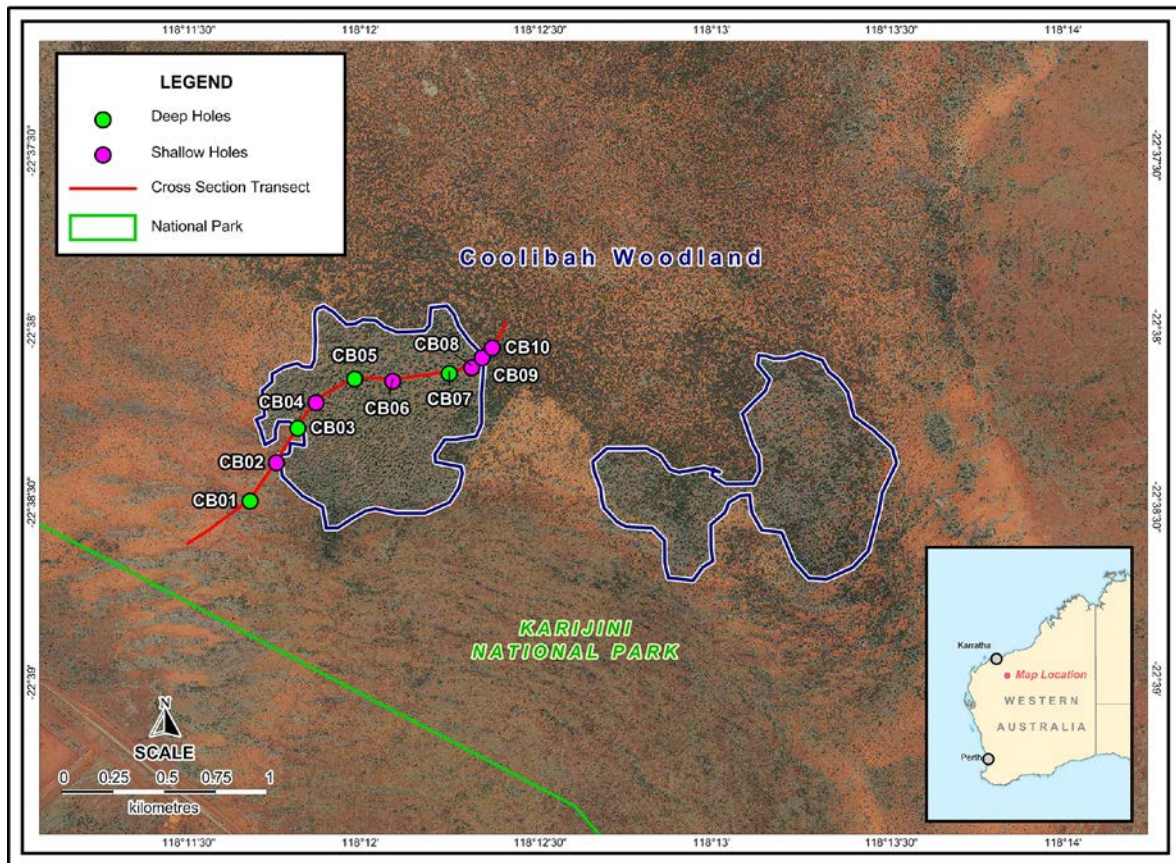 118°11'30"
118°12'
118°12'30"
118°13'
118°13'30"
118°14'
LEGEND
Deep Holes
Shallow Holes
Cross Section Transect
National Park
-22°37'30"
-22°37'30"
Coolibah Woodland
-22°38'
-22°38'
CB08
CB10
CB05
CB09
CB04
CB06
CB07
CB03
CB02
CB01
-22°38'30"
-22°38'30"
KARIJINI
NATIONAL PARK
Karratha
Map Location
WESTERN
AUSTRALIA
Perth
-22°39'
-22°39'
N
SCALE
0 0.25 0.5 0.75 1
kilometres
118°11'30"
118°12'
118°12'30"
118°13'
118°13'30"
118°14'